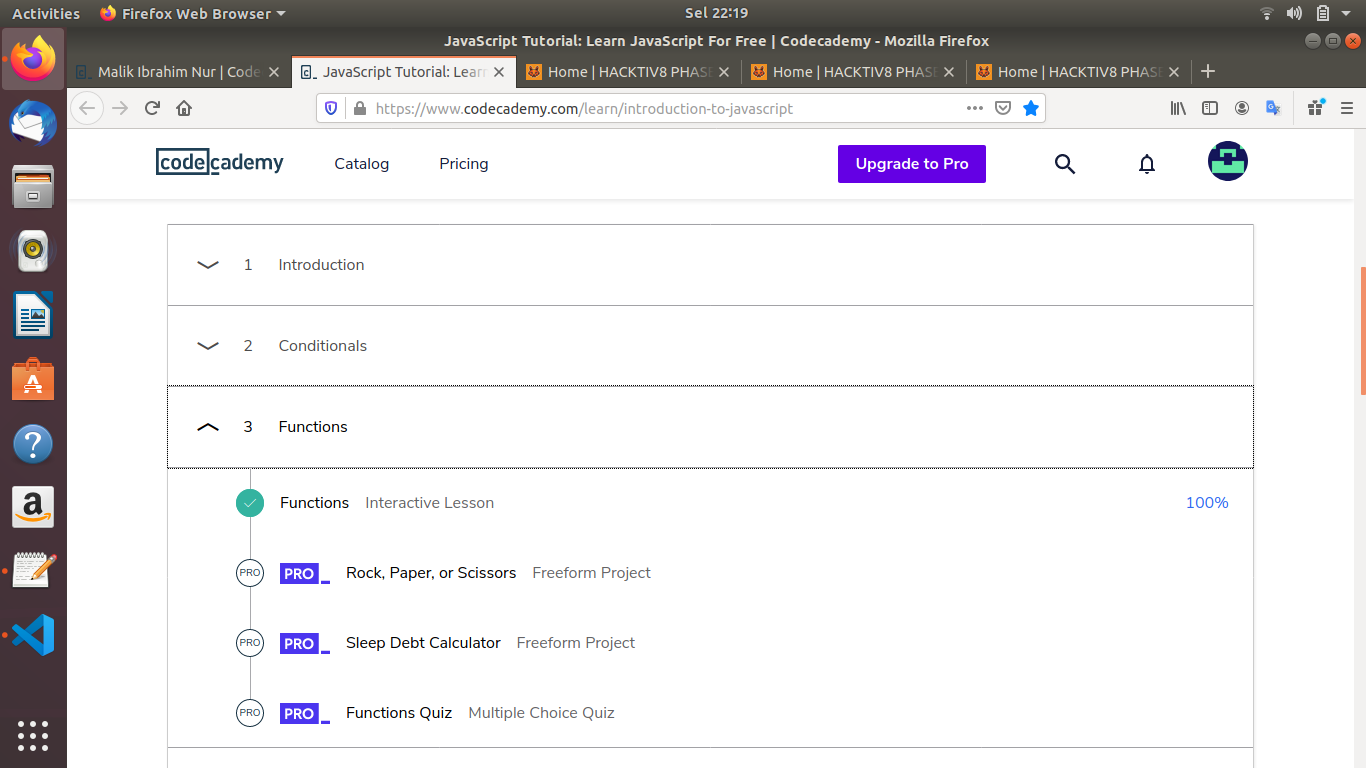 Activities Firefox Web Browser Sel 22:19
JavaScript Tutorial: Learn JavaScript For Free | Codecademy - Mozilla Firefox
Malik Ibrahim Nur | Code JavaScript Tutorial: Learn Home | HACKTIV8 PHASE Home | HACKTIV8 PHASE Home | HACKTIV8 PHASE
https://www.codecademy.com/learn/introduction-to-javascript
codecademy Catalog Pricing Upgrade to Pro
1 Introduction
2 Conditionals
3 Functions
Functions Interactive Lesson 100%
PRO PRO Rock, Paper, or Scissors Freeform Project
PRO PRO Sleep Debt Calculator Freeform Project
PRO PRO Functions Quiz Multiple Choice Quiz